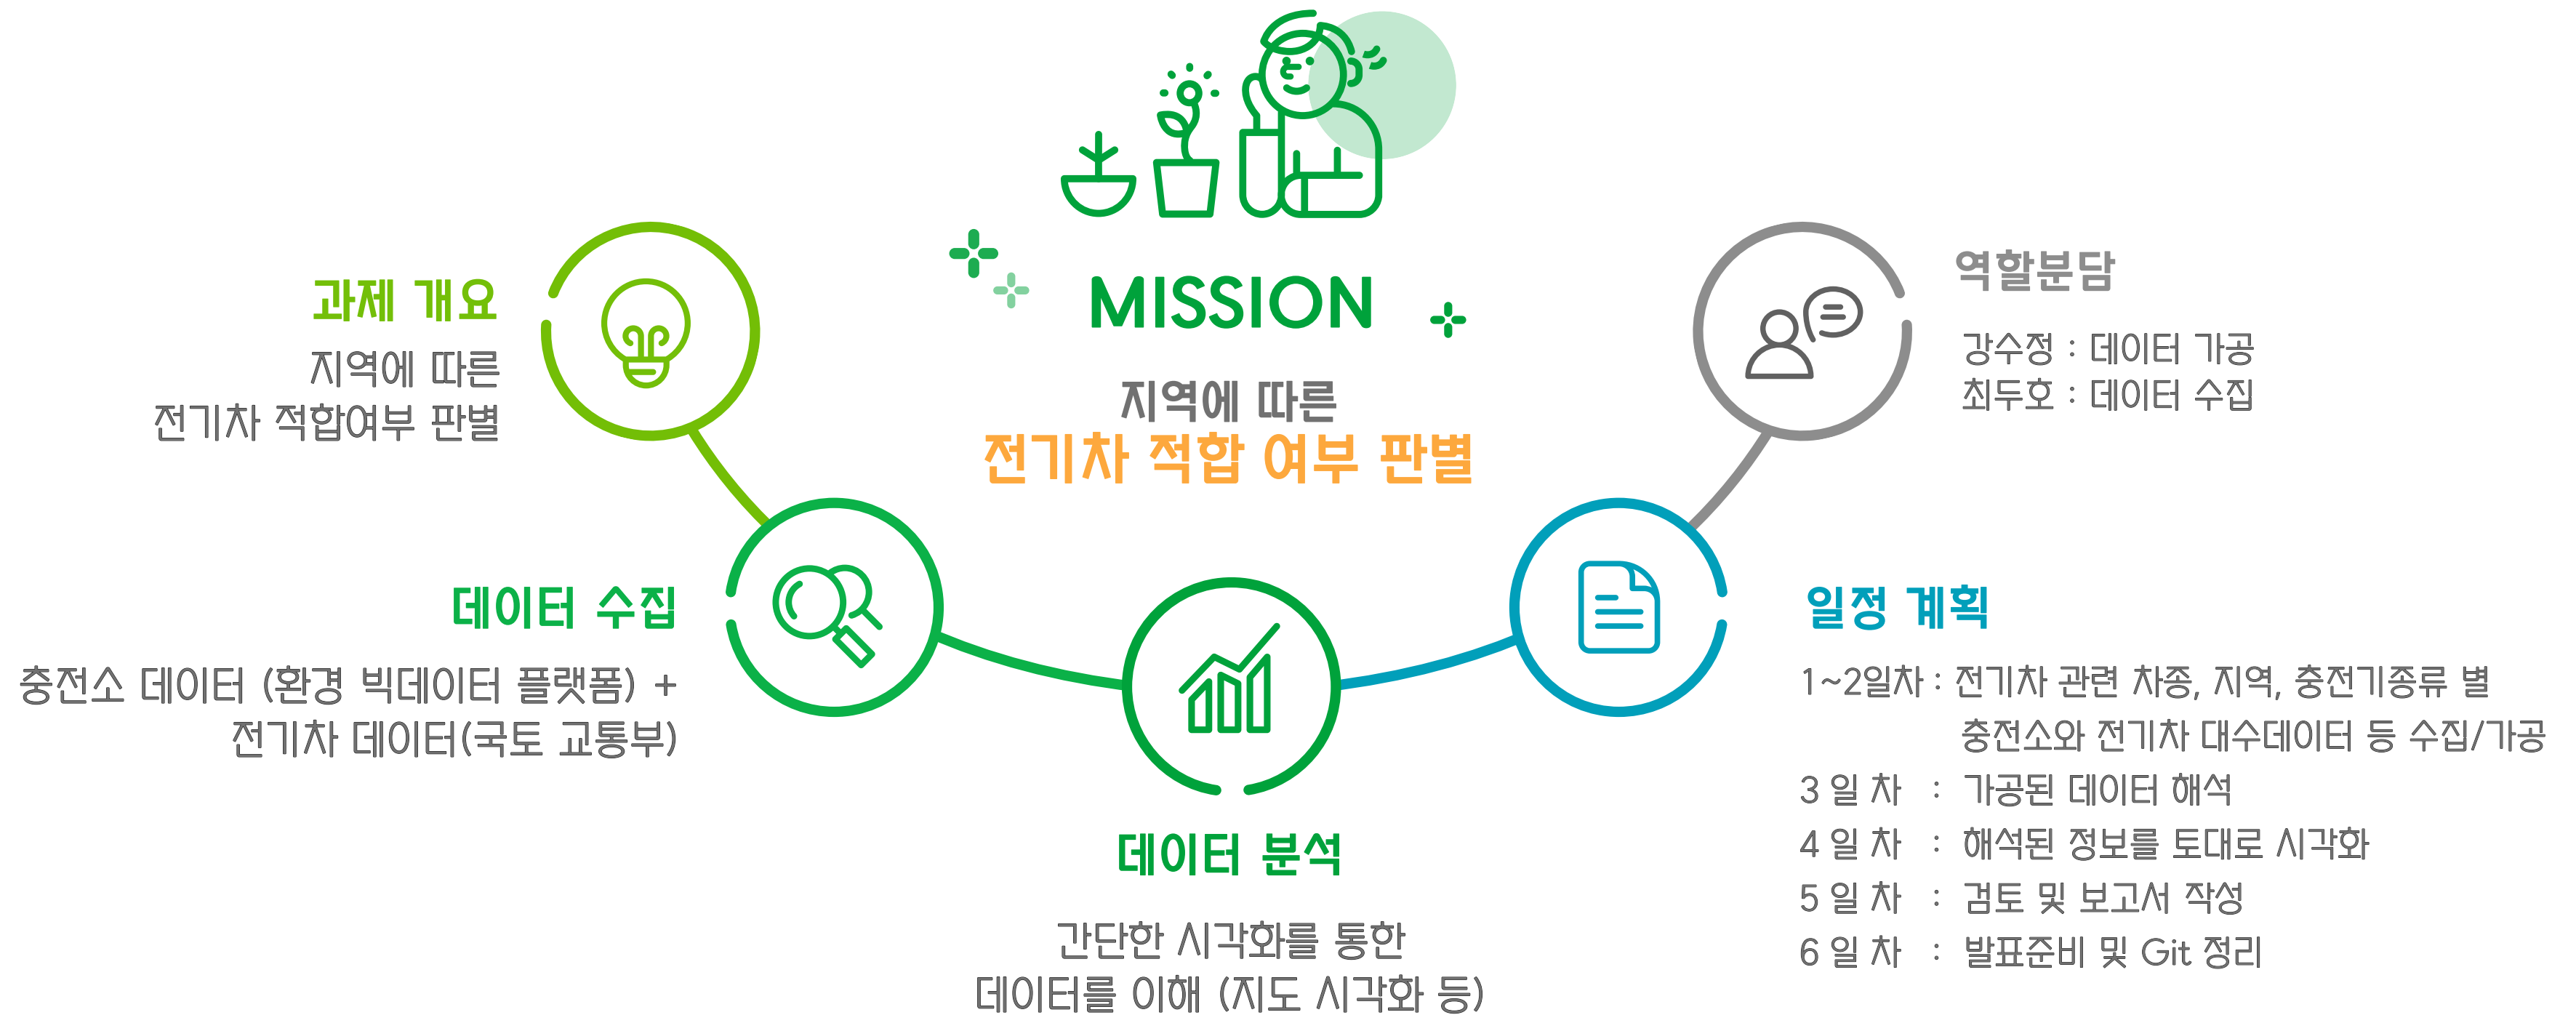 MISSION
지역에 따른
전기차 적합 여부 판별
과제 개요
지역에 따른
전기차 적합여부 판별
데이터 수집
충전소 데이터 (환경 빅데이터 플랫폼) +
전기차 데이터(국토 교통부)
데이터 분석
간단한 시각화를 통한
데이터를 이해 (지도 시각화 등)
일정 계획
1~2일차 : 전기차 관련 차종, 지역, 충전기종류 별
충전소와 전기차 대수데이터 등 수집/가공
3 일 차 : 가공된 데이터 해석
4 일 차 : 해석된 정보를 토대로 시각화
5 일 차 : 검토 및 보고서 작성
6 일 차 : 발표준비 및 Git 정리
역할분담
강수정 : 데이터 가공
최두호 : 데이터 수집